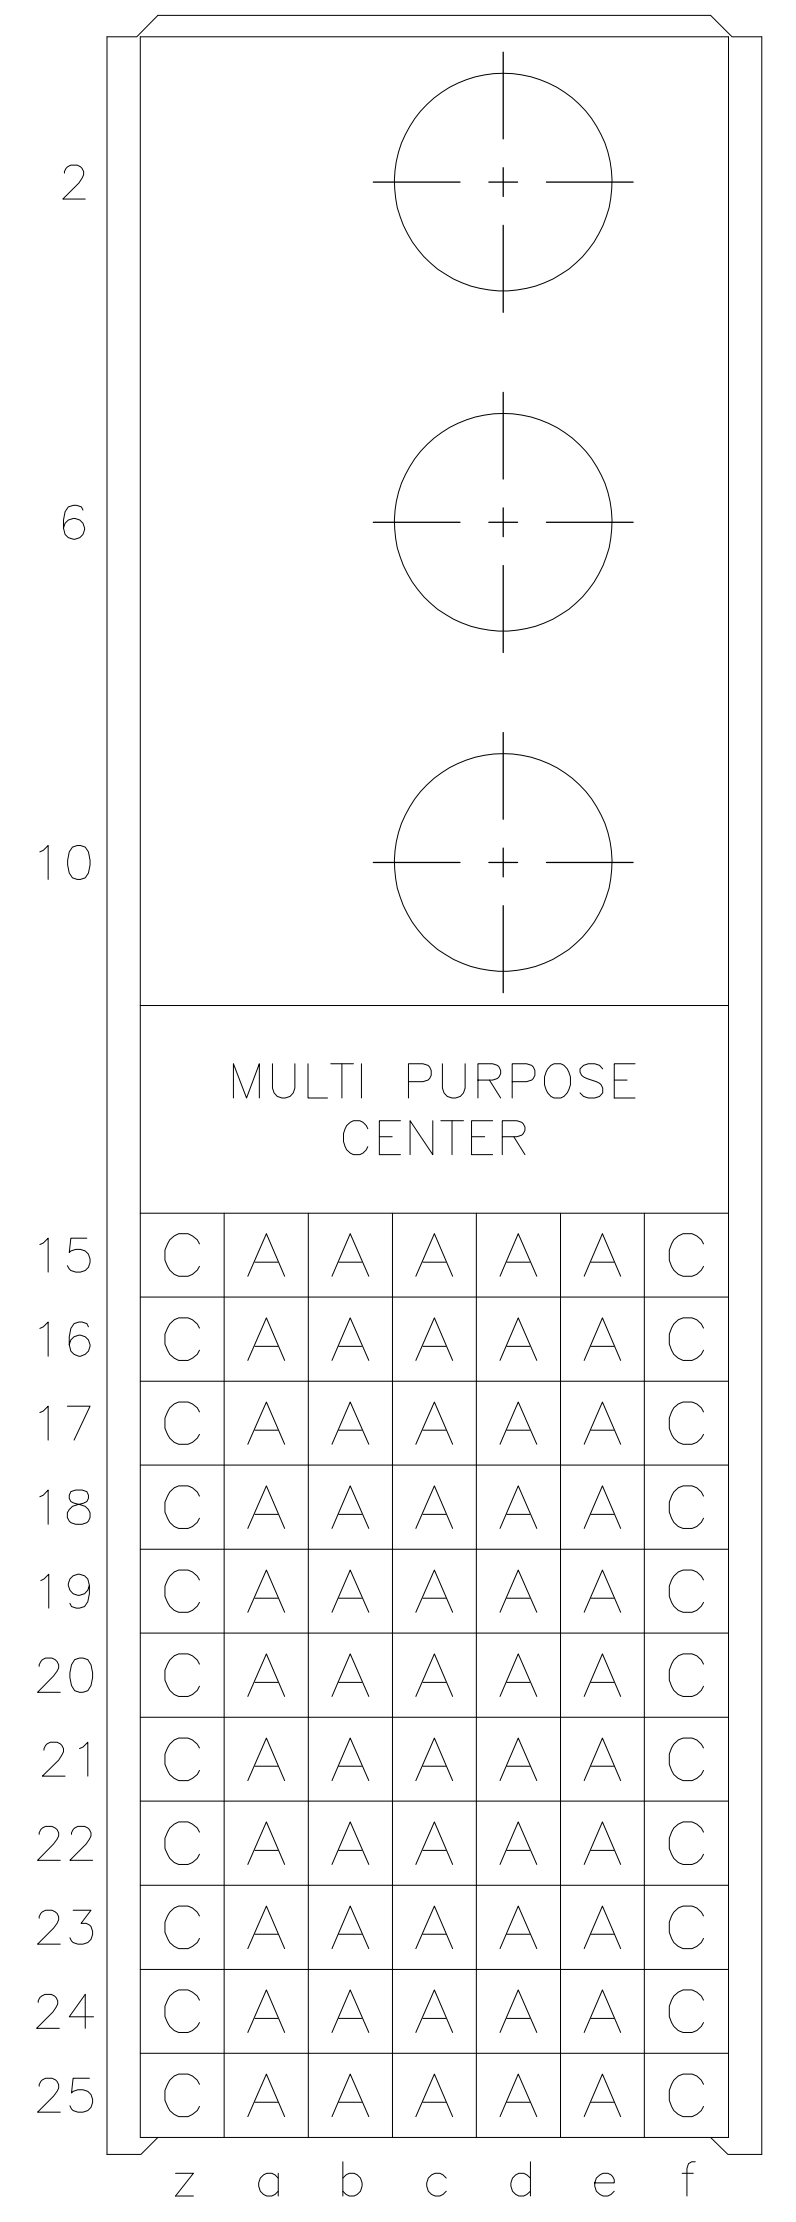 2
6
10
MULTI PURPOSE
CENTER
15 C A A A A A C
16 C A A A A A C
17 C A A A A A C
18 C A A A A A C
19 C A A A A A C
20 C A A A A A C
21 C A A A A A C
22 C A A A A A C
23 C A A A A A C
24 C A A A A A C
25 C A A A A A C
z a b c d e f